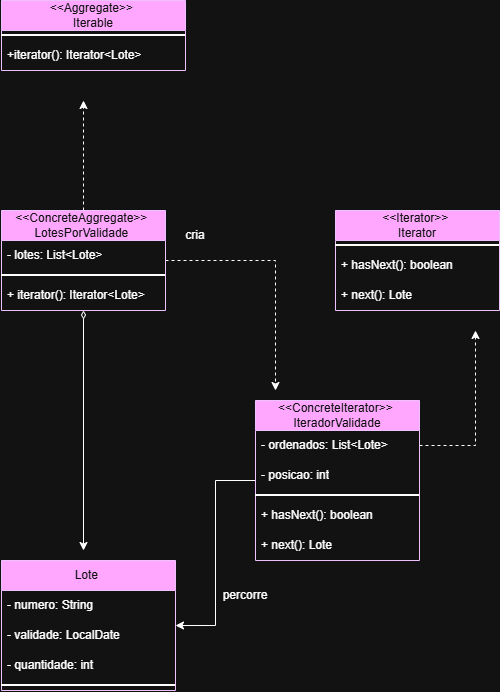 <<Aggregate>>
Iterable
+iterator(): Iterator<Lote>
<<ConcreteAggregate>>
LotesPorValidade
- lotes: List<Lote>
+ iterator(): Iterator<Lote>
cria
<<Iterator>>
Iterator
+ hasNext(): boolean
+ next(): Lote
<<ConcreteIterator>>
IteradorValidade
- ordenados: List<Lote>
- posicao: int
+ hasNext(): boolean
+ next(): Lote
percorre
Lote
- numero: String
- validade: LocalDate
- quantidade: int